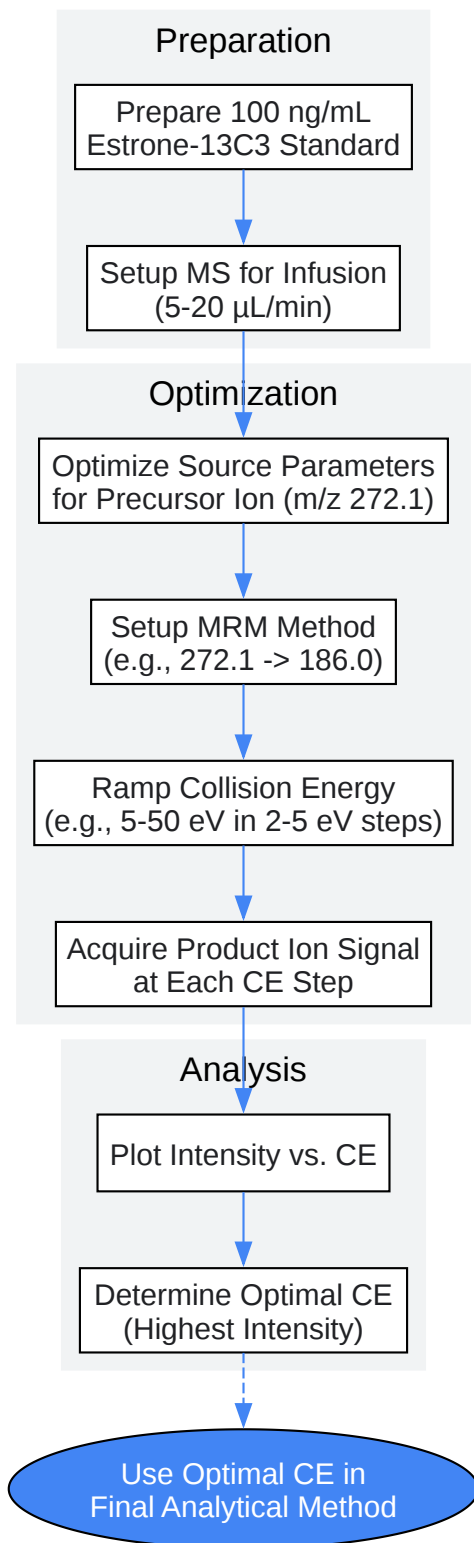 Preparation
Prepare 100 ng/mL
Estrone-13C3 Standard
Setup MS for Infusion
(5-20 µL/min)
Optimization
Optimize Source Parameters
for Precursor Ion (m/z 272.1)
Setup MRM Method
(e.g., 272.1 -> 186.0)
Ramp Collision Energy
(e.g., 5-50 eV in 2-5 eV steps)
Acquire Product Ion Signal
at Each CE Step
Analysis
Plot Intensity vs. CE
Determine Optimal CE
(Highest Intensity)
Use Optimal CE in
Final Analytical Method